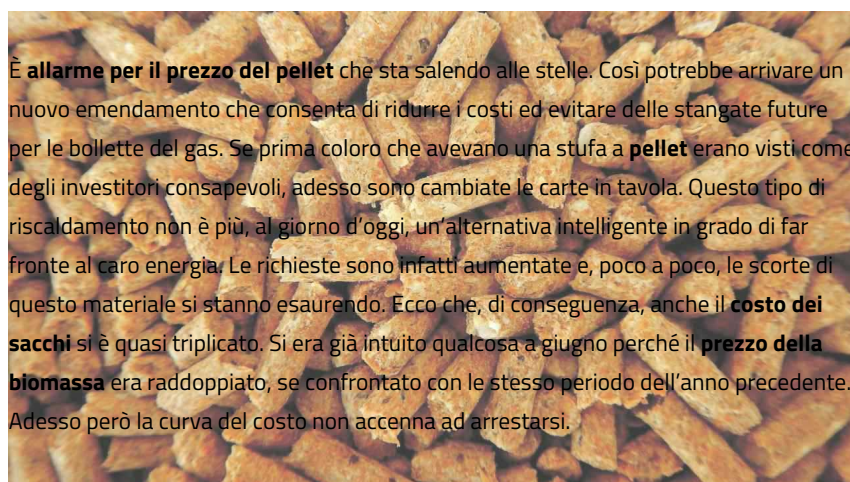 È allarme per il prezzo del pellet che sta salendo alle stelle. Così potrebbe arrivare un
nuovo emendamento che consenta di ridurre i costi ed evitare delle stangate future
per le bollette del gas. Se prima coloro che avevano una stufa a pellet erano visti come
degli investitori consapevoli, adesso sono cambiate le carte in tavola. Questo tipo di
riscaldamento non è più, al giorno d’oggi, un’alternativa intelligente in grado di far
fronte al caro energia. Le richieste sono infatti aumentate e, poco a poco, le scorte di
questo materiale si stanno esaurendo. Ecco che, di conseguenza, anche il costo dei
sacchi si è quasi triplicato. Si era già intuito qualcosa a giugno perché il prezzo della
biomassa era raddoppiato, se confrontato con le stesso periodo dell’anno precedente.
Adesso però la curva del costo non accenna ad arrestarsi.